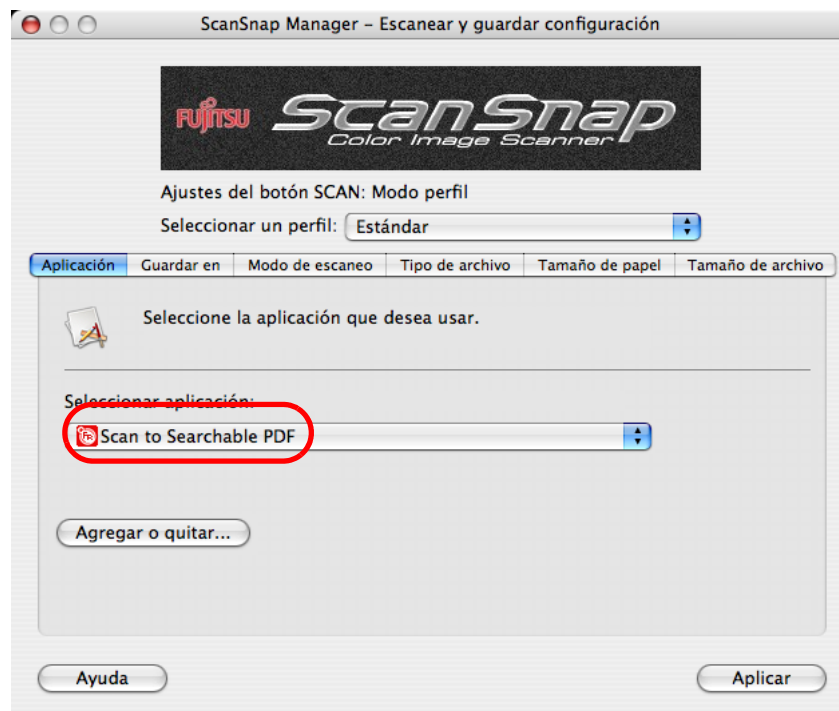 ScanSnap Manager – Escanear y guardar configuración
FUJITSU ScanSnap
Color Image Scanner
Ajustes del botón SCAN: Modo perfil
Seleccionar un perfil: Estándar
Aplicación Guardar en Modo de escaneo Tipo de archivo Tamaño de papel Tamaño de archivo
Seleccione la aplicación que desea usar.
Seleccionar aplicación:
Scan to Searchable PDF
Agregar o quitar...
Ayuda Aplicar